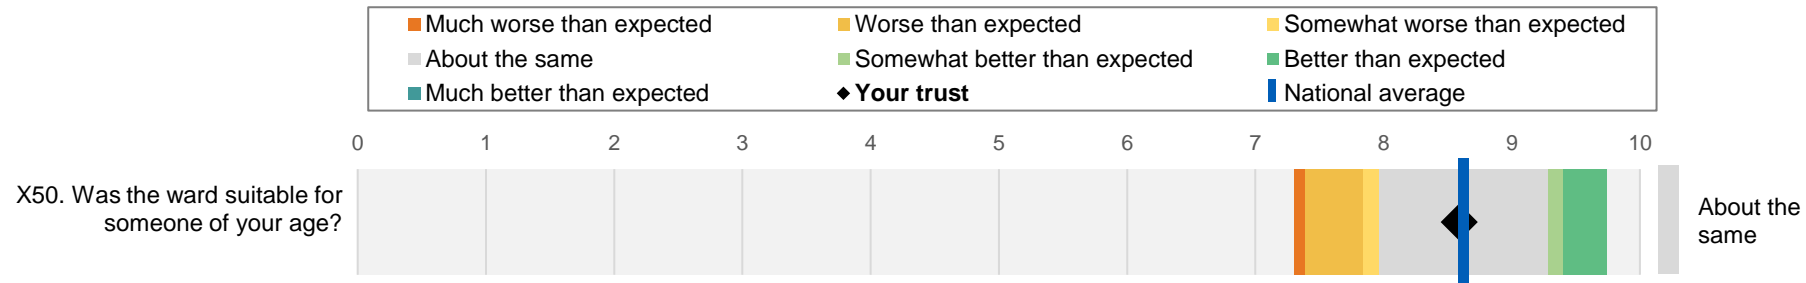 Much worse than expected
Worse than expected
Somewhat worse than expected
About the same
Somewhat better than expected
Better than expected
Much better than expected
Your trust
National average
0 1 2 3 4 5 6 7 8 9 10
X50. Was the ward suitable for
someone of your age?
About the
same